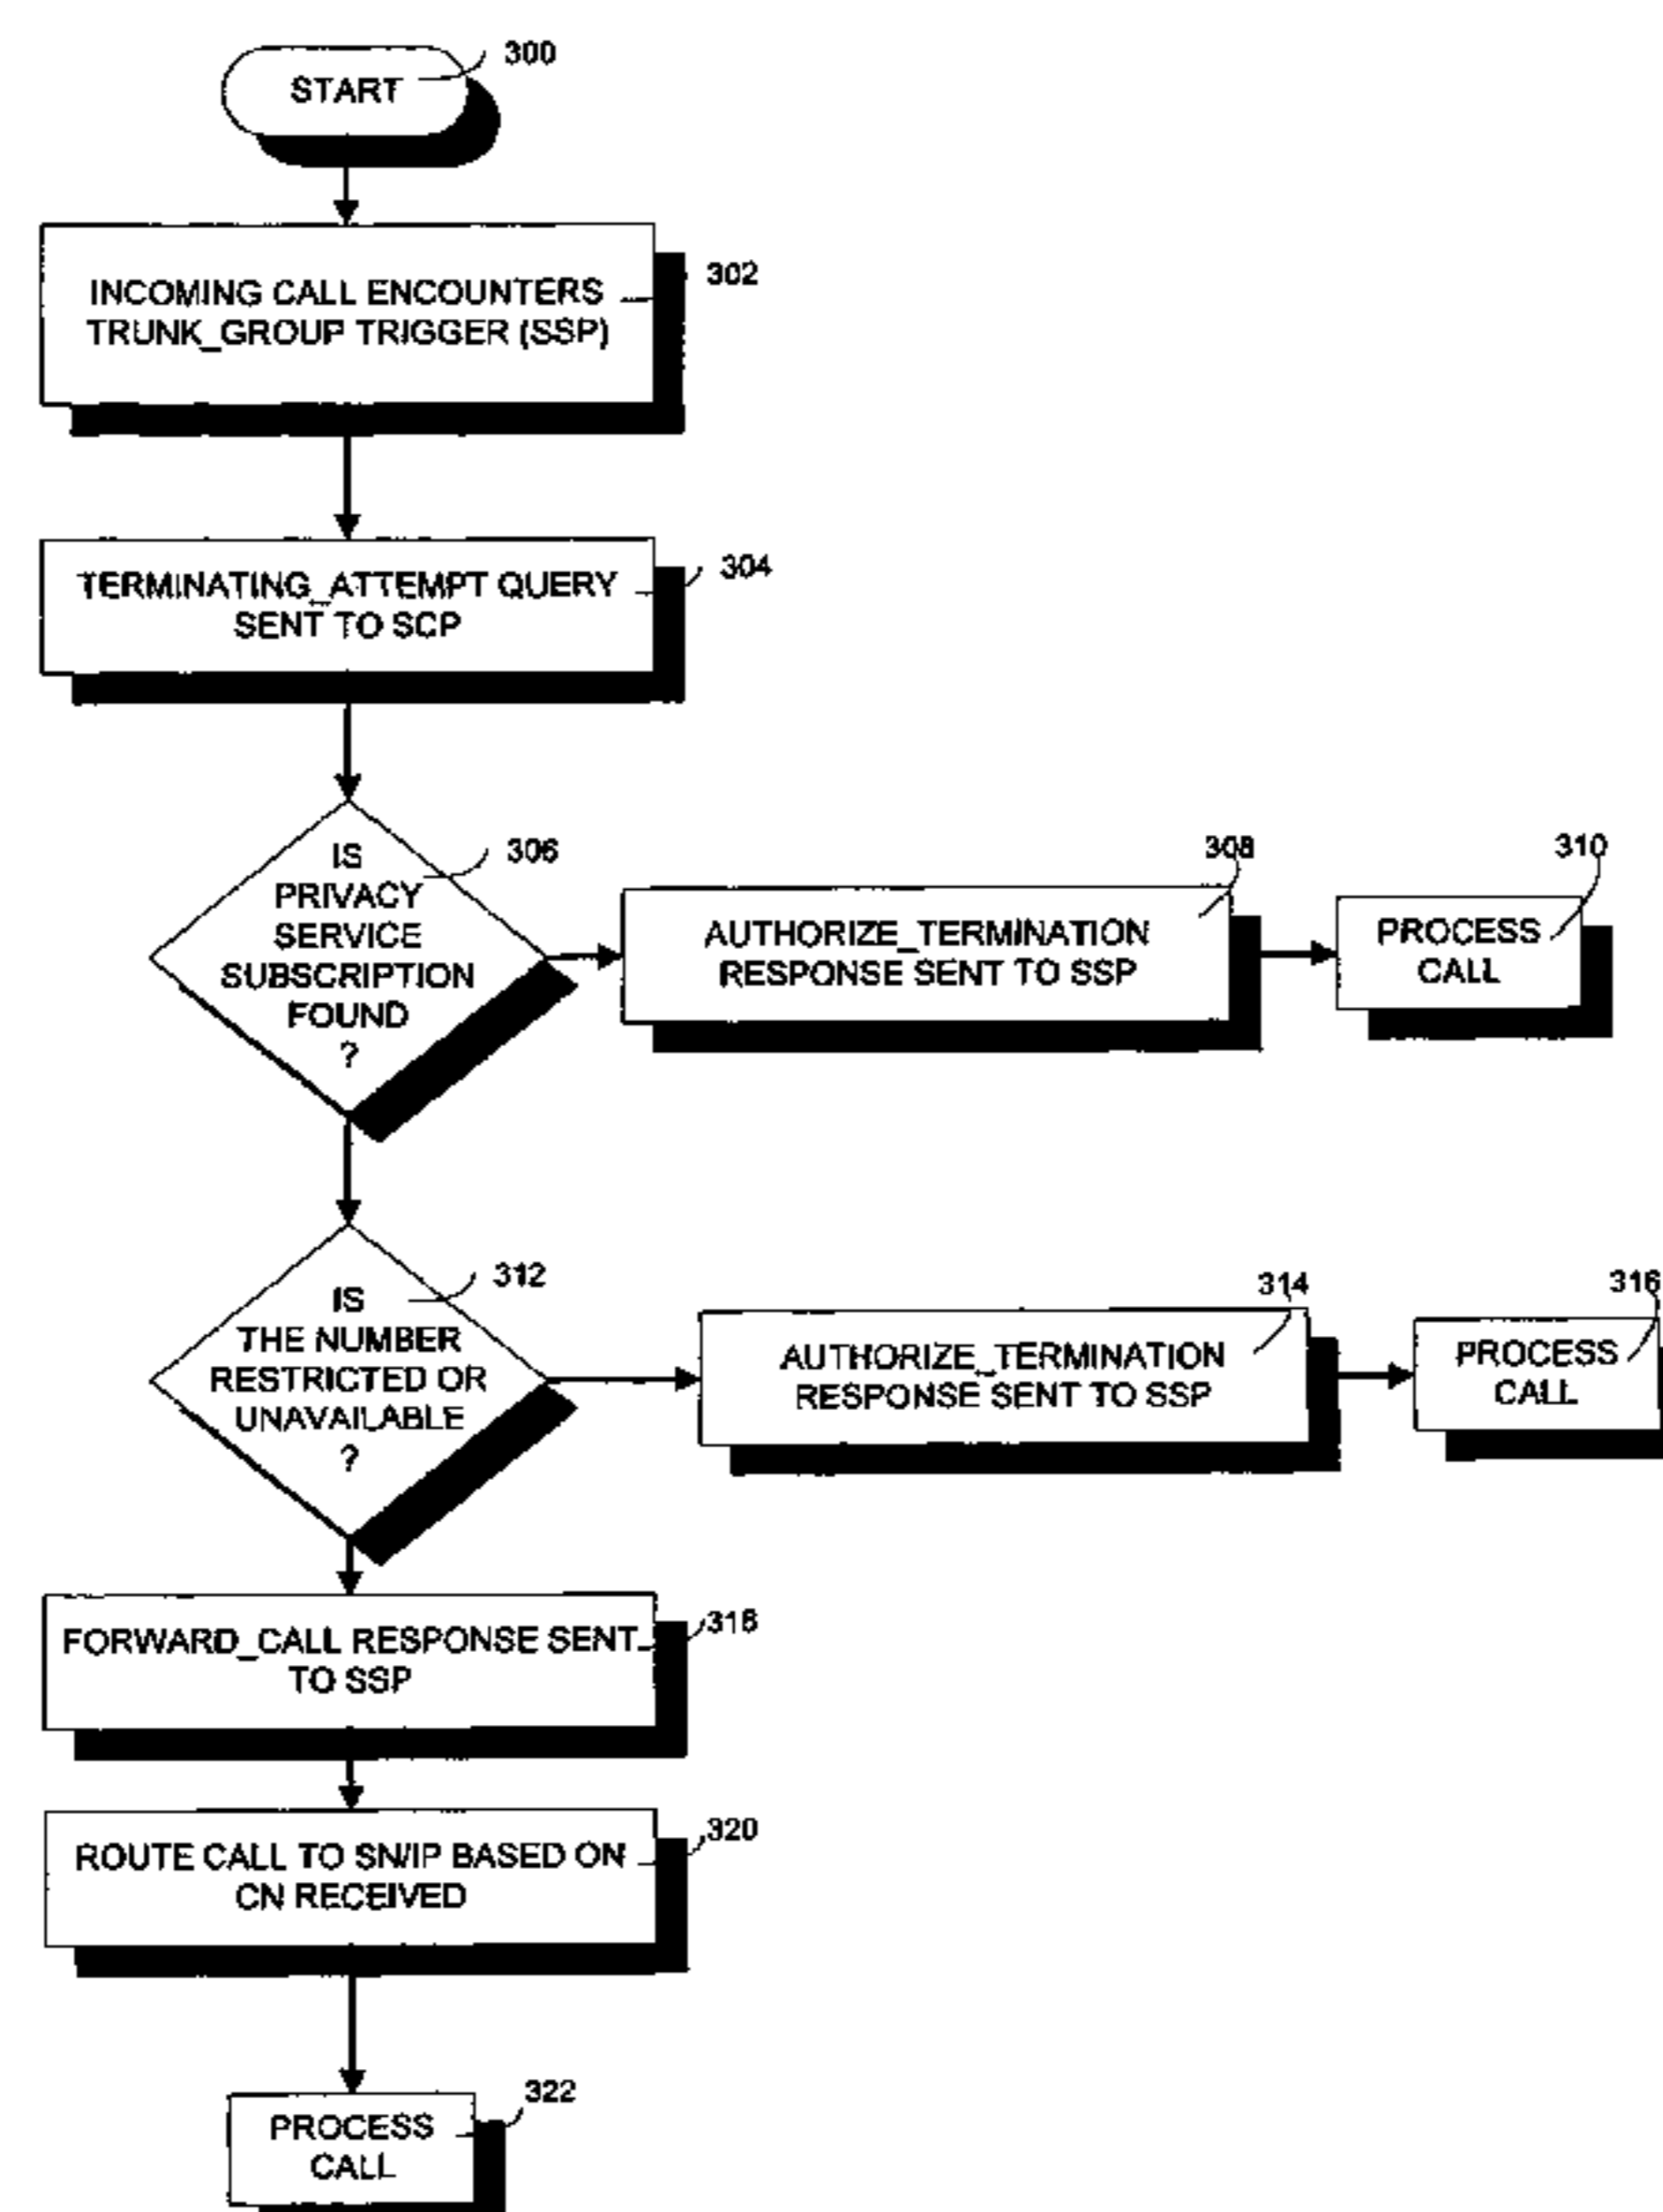 START
300
INCOMING CALL ENCOUNTERS
TRUNK_GROUP TRIGGER (SSP)
302
TERMINATING_ATTEMPT QUERY
SENT TO SCP
304
IS
PRIVACY
SERVICE
SUBSCRIPTION
FOUND
?
306
AUTHORIZE_TERMINATION
RESPONSE SENT TO SSP
308
PROCESS
CALL
310
IS
THE NUMBER
RESTRICTED OR
UNAVAILABLE
?
312
AUTHORIZE_TERMINATION
RESPONSE SENT TO SSP
314
PROCESS
CALL
316
FORWARD_CALL RESPONSE SENT
TO SSP
318
ROUTE CALL TO SN/IP BASED ON
CN RECEIVED
320
PROCESS
CALL
322